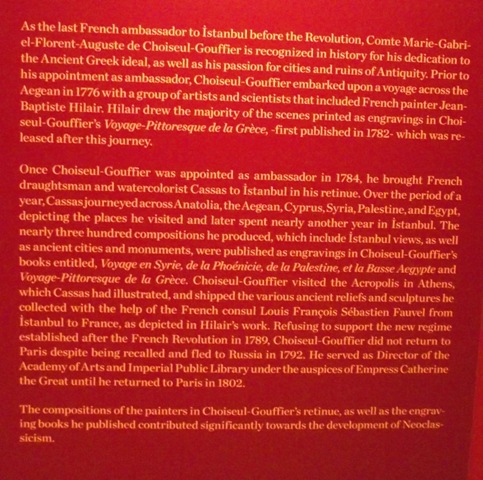 As the last French ambassador to İstanbul before the Revolution, Comte Marie-Gabri-
el-Florent-Auguste de Choiseul-Gouffier is recognized in history for his dedication to
the Ancient Greek ideal, as well as his passion for cities and ruins of Antiquity. Prior to
his appointment as ambassador, Choiseul-Gouffier embarked upon a voyage across the
Aegean in 1776 with a group of artists and scientists that included French painter Jean-
Baptiste Hilair. Hilair drew the majority of the scenes printed as engravings in Choi-
seul-Gouffier's Voyage-Pittoresque de la Grèce, -first published in 1782- which was re-
leased after this journey.
Once Choiseul-Gouffier was appointed as ambassador in 1784, he brought French
draughtsman and watercolorist Cassas to İstanbul in his retinue. Over the period of a
year, Cassas journeyed across Anatolia, the Aegean, Cyprus, Syria, Palestine, and Egypt,
depicting the places he visited and later spent nearly another year in İstanbul. The
nearly three hundred compositions he produced, which include İstanbul views, as well
as ancient cities and monuments, were published as engravings in Choiseul-Gouffier's
books entitled, Voyage en Syrie, de la Phoénicie, de la Palestine, et la Basse Aegypte and
Voyage-Pittoresque de la Grèce. Choiseul-Gouffier visited the Acropolis in Athens,
which Cassas had illustrated, and shipped the various ancient reliefs and sculptures he
collected with the help of the French consul Louis François Sébastien Fauvel from
İstanbul to France, as depicted in Hilair's work. Refusing to support the new regime
established after the French Revolution in 1789, Choiseul-Gouffier did not return to
Paris despite being recalled and fled to Russia in 1792. He served as Director of the
Academy of Arts and Imperial Public Library under the auspices of Empress Catherine
the Great until he returned to Paris in 1802.
The compositions of the painters in Choiseul-Gouffier's retinue, as well as the engrav-
ing books he published contributed significantly towards the development of Neoclas-
sicism.